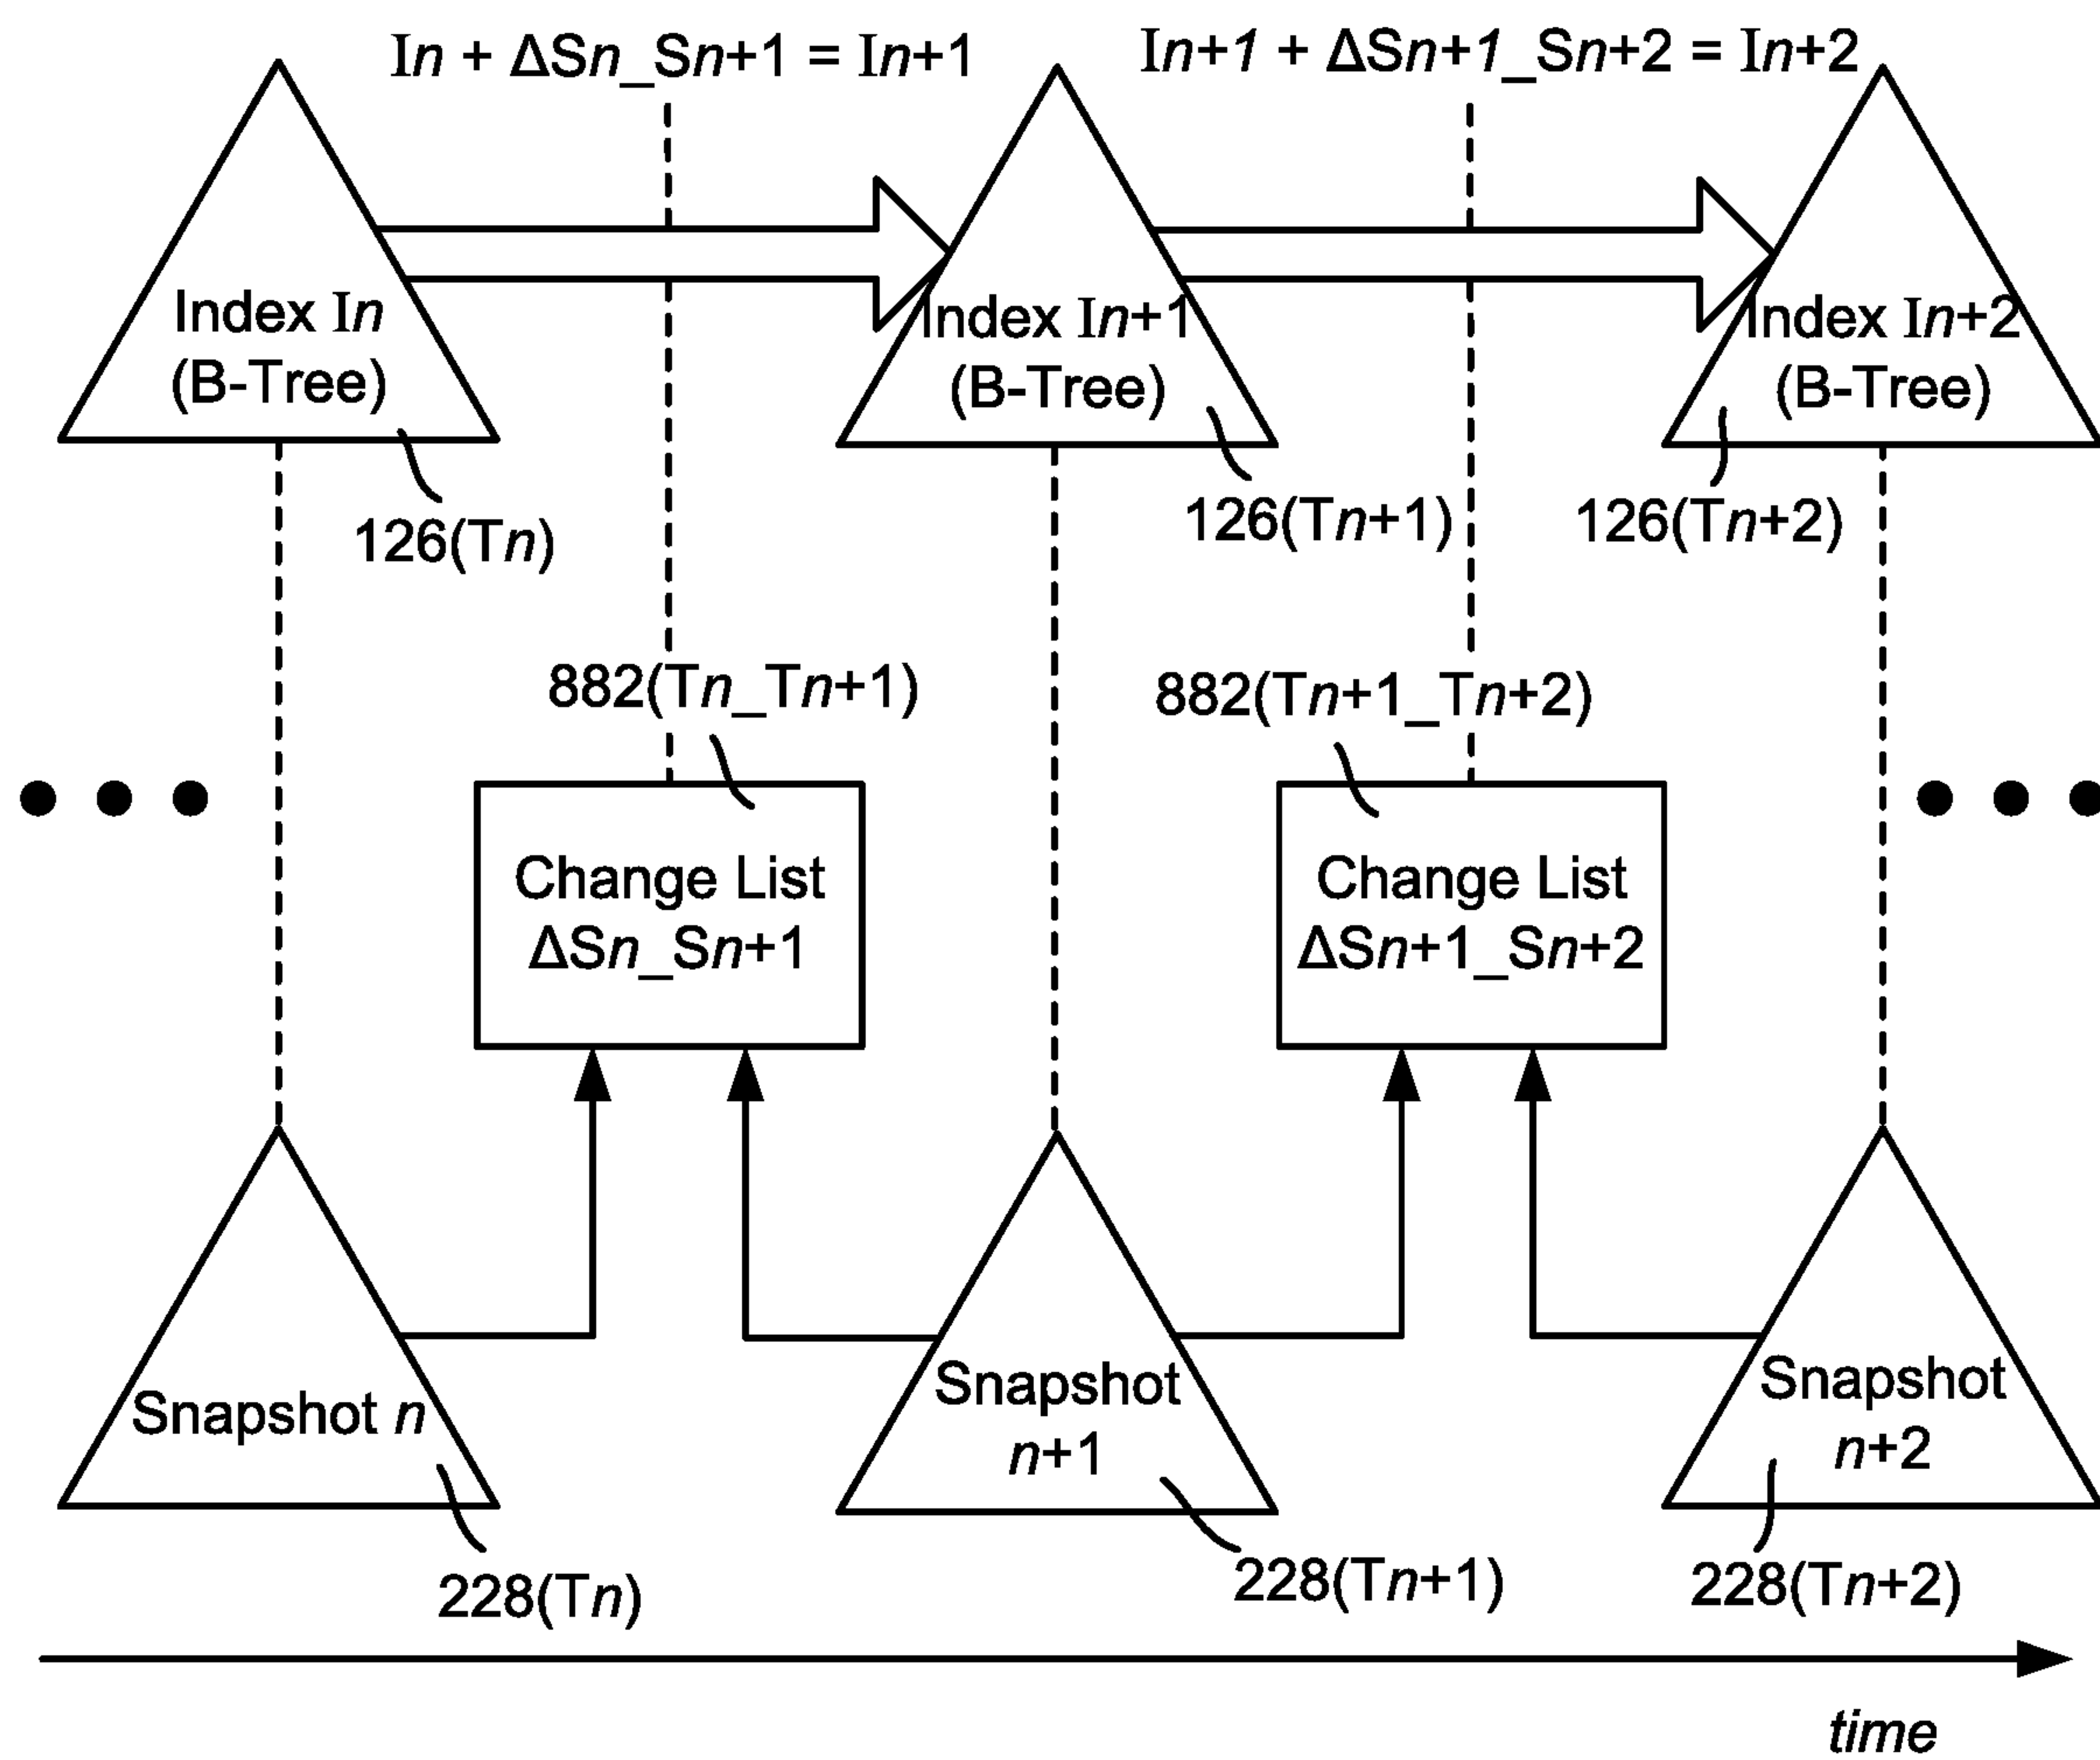 In + ΔSn_Sn+1 = In+1
In+1 + ΔSn+1_Sn+2 = In+2
Index In
(B-Tree)
Index In+1
(B-Tree)
Index In+2
(B-Tree)
126(Tn)
126(Tn+1)
126(Tn+2)
882(Tn_Tn+1)
882(Tn+1_Tn+2)
Change List
ΔSn_Sn+1
Change List
ΔSn+1_Sn+2
Snapshot n
Snapshot
n+1
Snapshot
n+2
228(Tn)
228(Tn+1)
228(Tn+2)
time